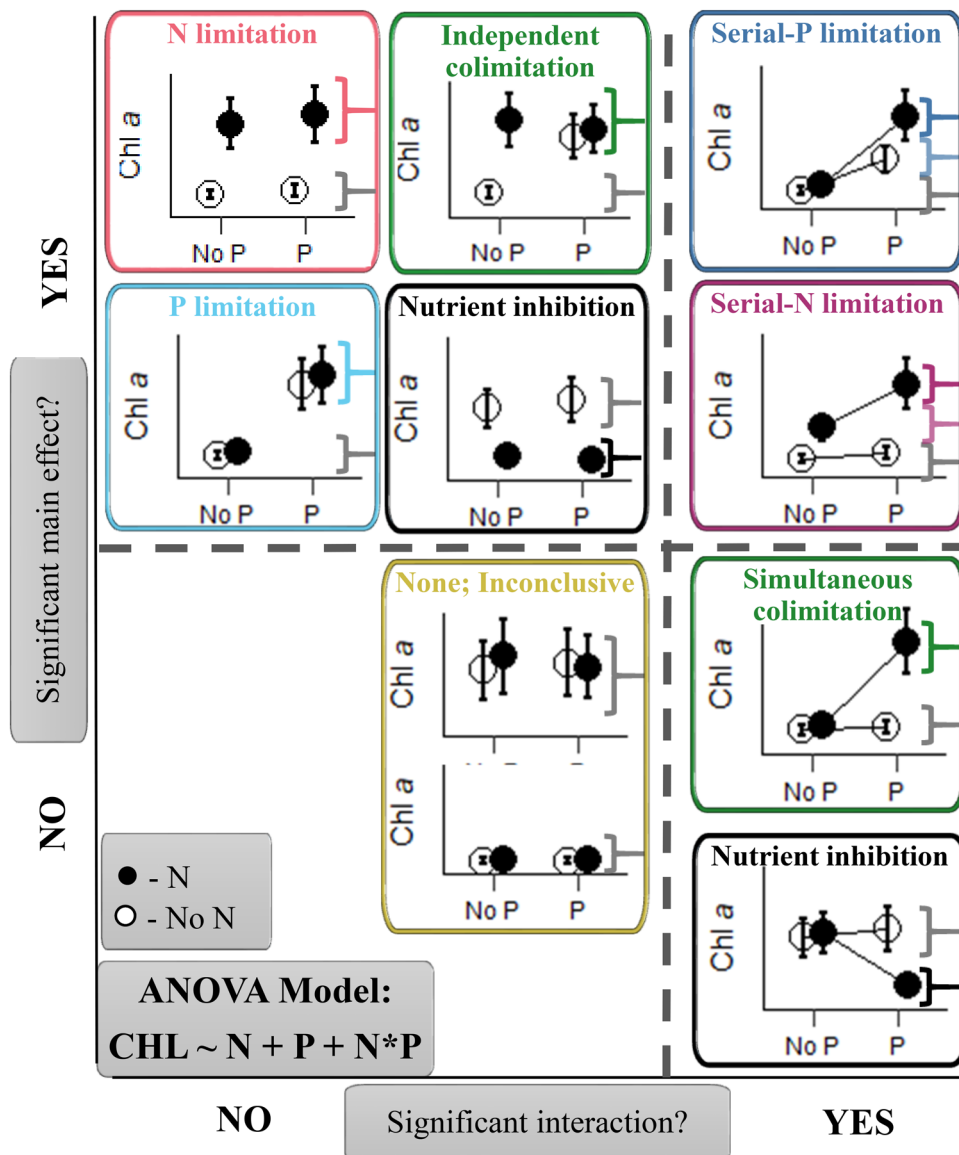 N limitation
Chl a
No P
P
Independent
colimitation
Chl a
No P
P
Serial-P limitation
Chl a
No P
P
YES
P limitation
Chl a
No P
P
Nutrient inhibition
Chl a
No P
P
Serial-N limitation
Chl a
No P
P
Significant main effect?
None; Inconclusive
Chl a
No P
P
Chl a
No P
P
Simultaneous
colimitation
Chl a
No P
P
NO
Nutrient inhibition
Chl a
No P
P
- N
- No N
ANOVA Model:
CHL ~ N + P + N*P
NO
Significant interaction?
YES